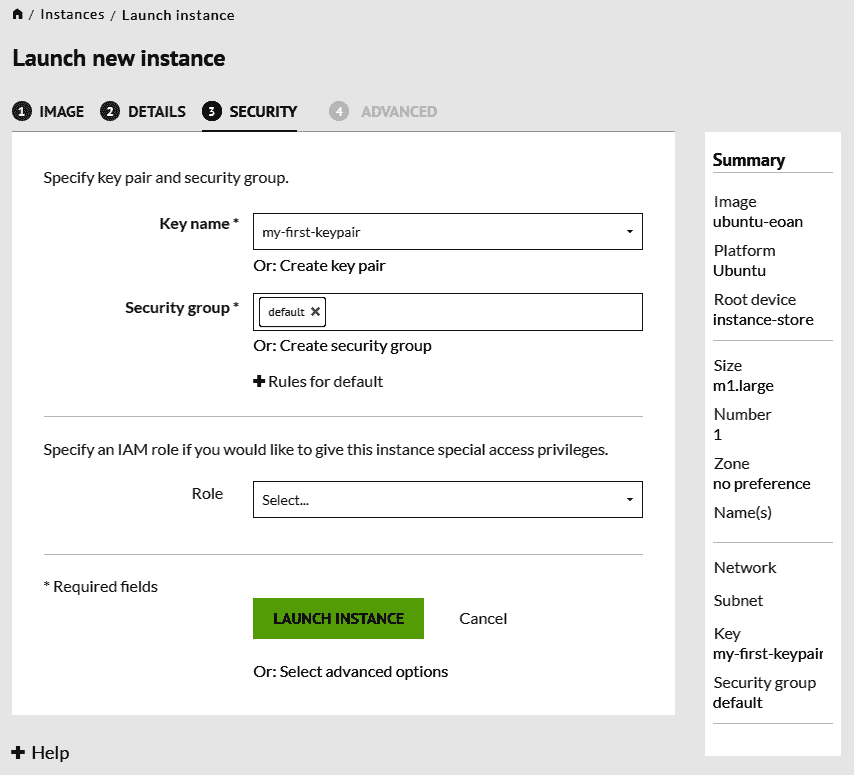 / Instances / Launch instance
Launch new instance
1 IMAGE 2 DETAILS 3 SECURITY 4 ADVANCED
Specify key pair and security group.
Key name *
my-first-keypair
Or: Create key pair
Security group *
default ×
Or: Create security group
+ Rules for default
Specify an IAM role if you would like to give this instance special access privileges.
Role
Select...
* Required fields
LAUNCH INSTANCE
Cancel
Or: Select advanced options
+ Help
Summary
Image
ubuntu-eoan
Platform
Ubuntu
Root device
instance-store
Size
m1.large
Number
1
Zone
no preference
Name(s)
Network
Subnet
Key
my-first-keypair
Security group
default